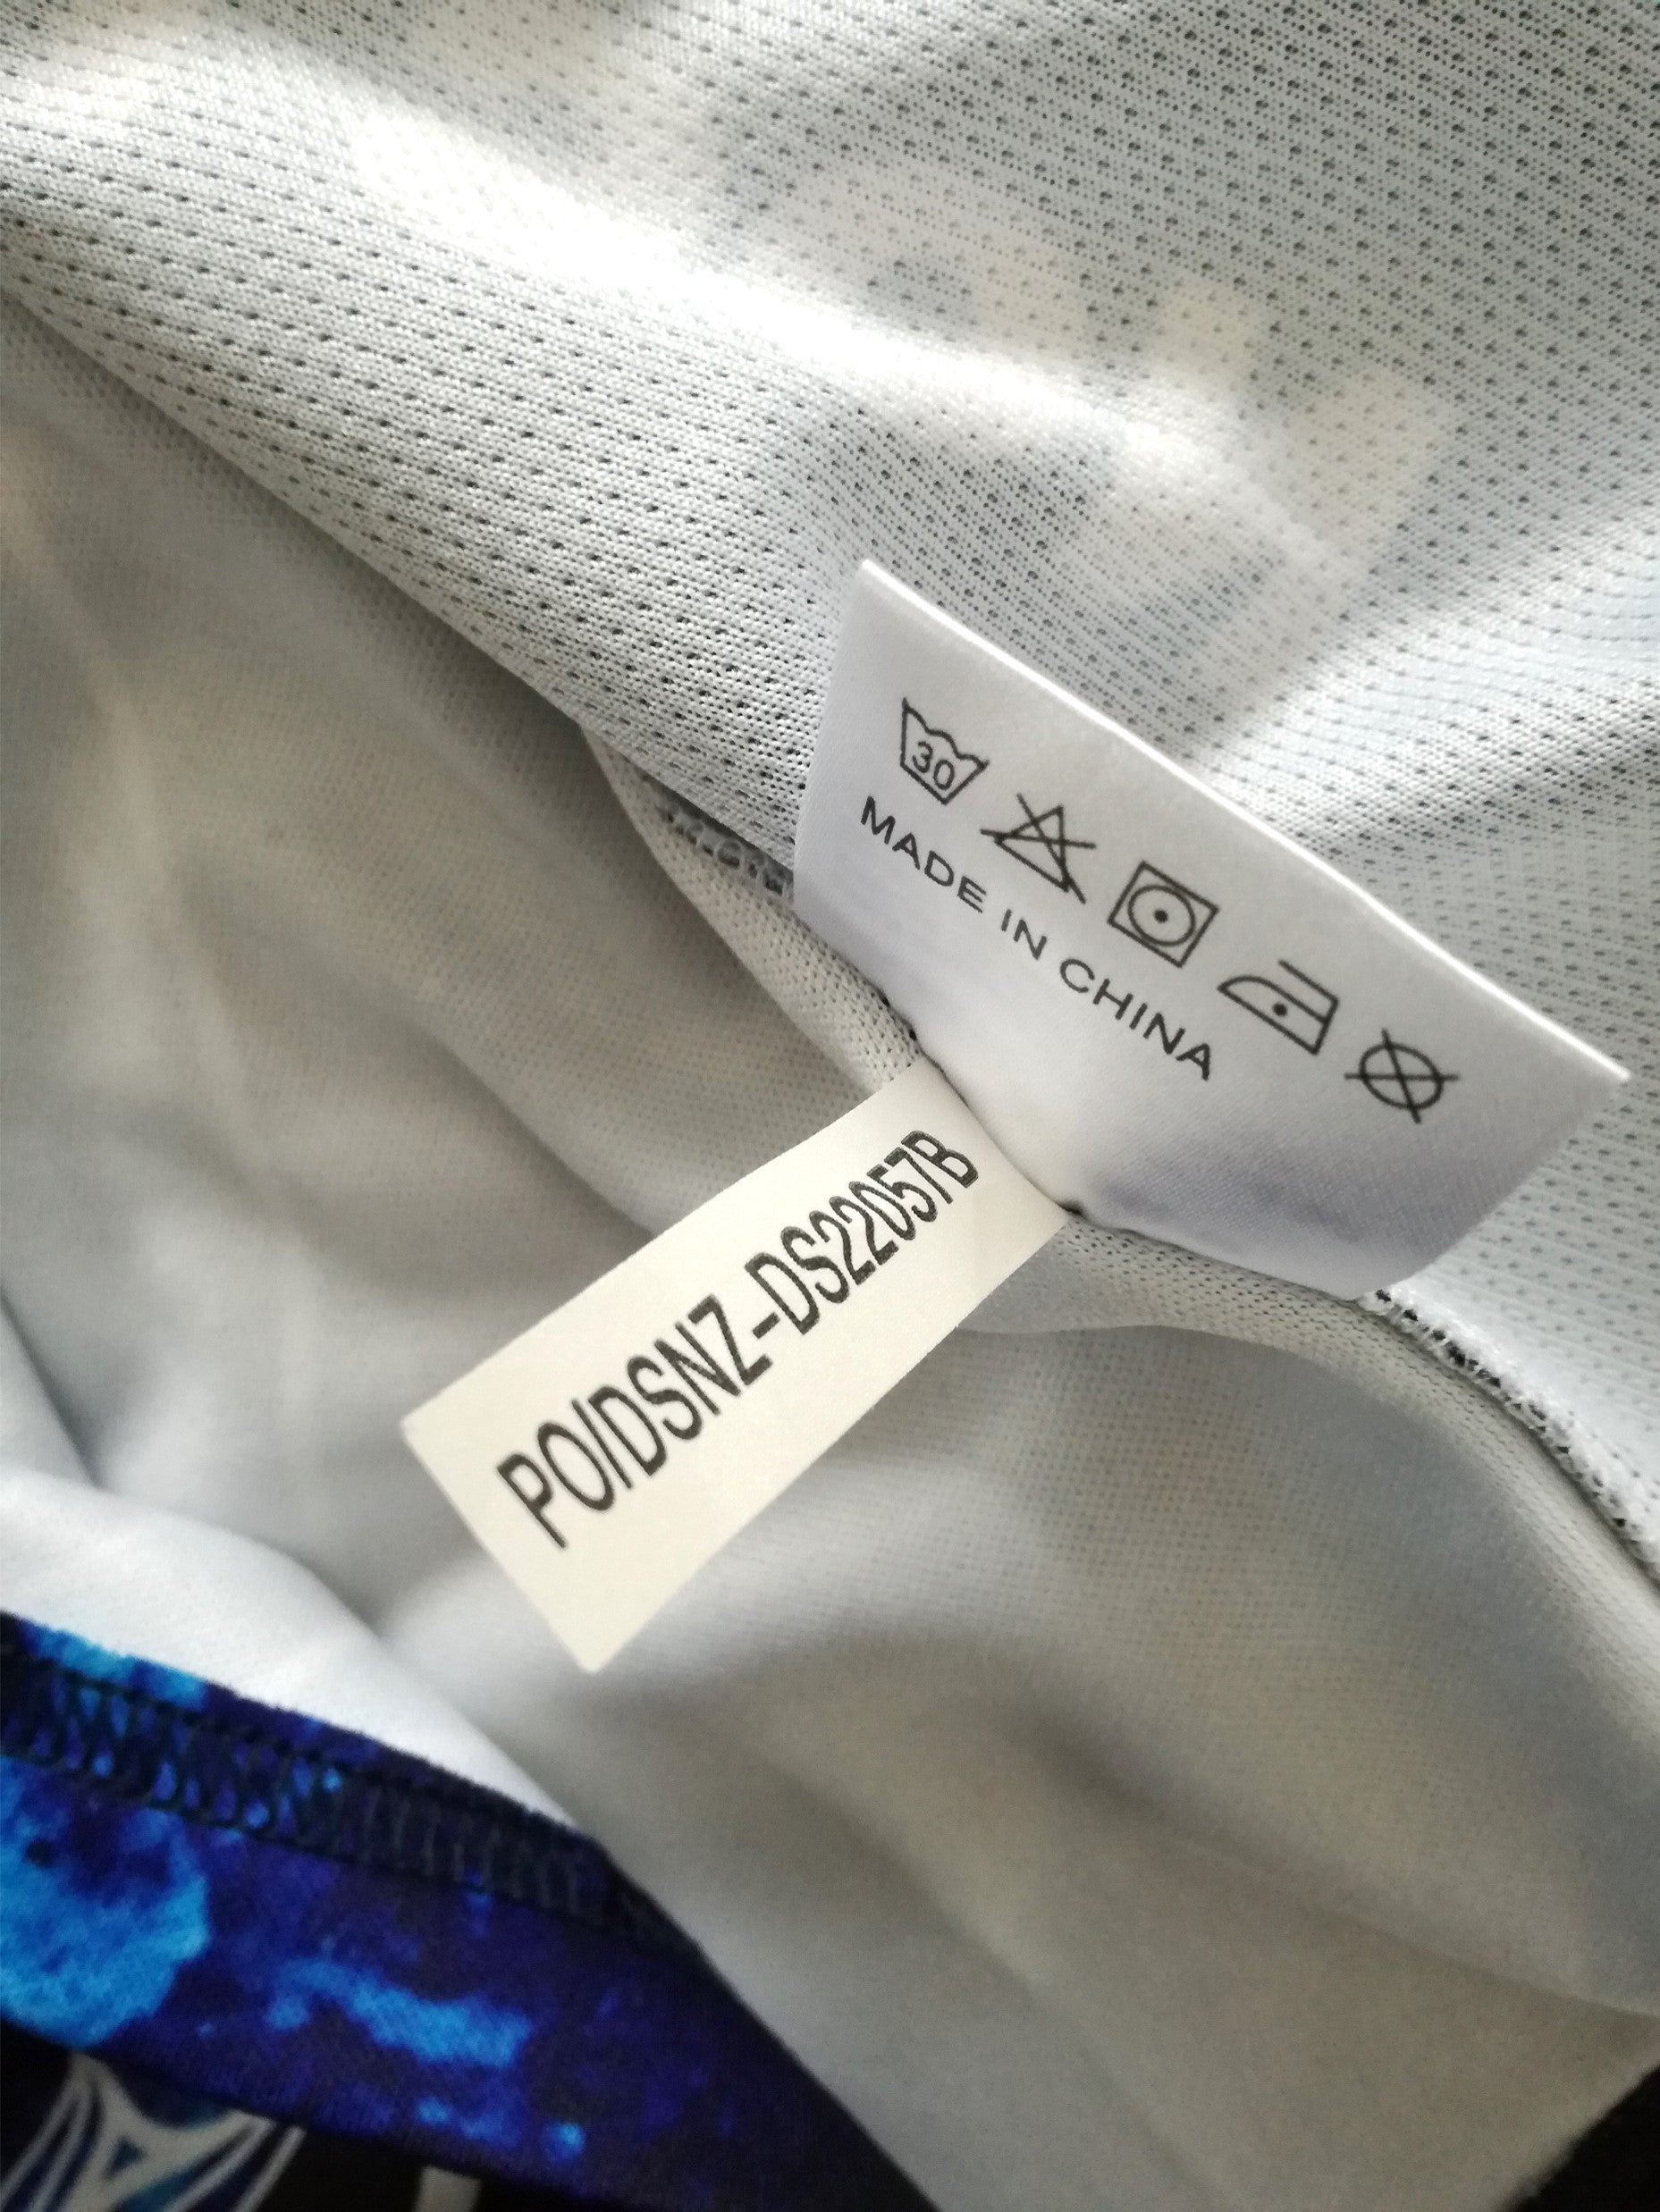 30
MADE IN CHINA
PO/DSNZ-DS22057B